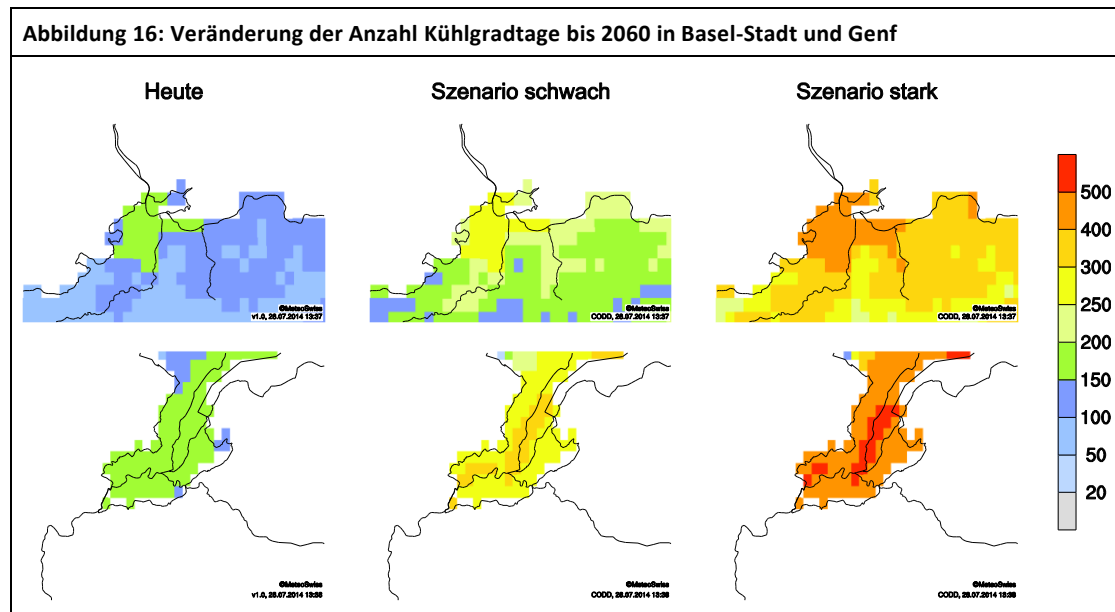 Abbildung 16: Veränderung der Anzahl Kühlgradtage bis 2060 in Basel-Stadt und Genf
Heute
Szenario schwach
Szenario stark
©MeteoSwiss
v1.0, 28.07.2014 13:37
©MeteoSwiss
CODD, 28.07.2014 13:37
©MeteoSwiss
CODD, 28.07.2014 13:37
500
400
300
250
200
150
100
50
20
©MeteoSwiss
v1.0, 28.07.2014 13:38
©MeteoSwiss
CODD, 28.07.2014 13:38
©MeteoSwiss
CODD, 28.07.2014 13:38